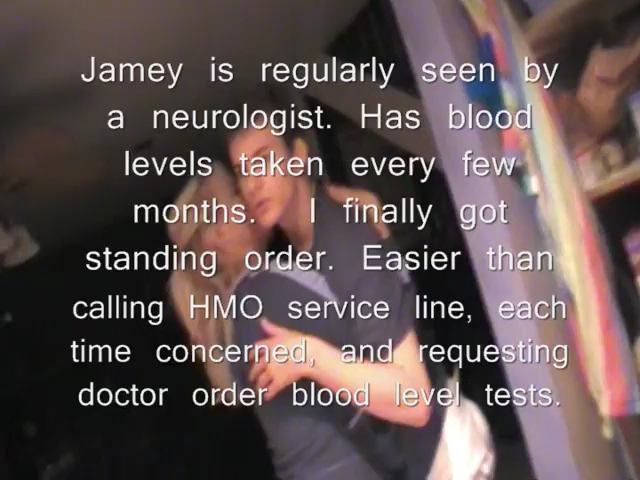 Jamey is regularly seen by
a neurologist. Has blood
levels taken every few
months. I finally got
standing order. Easier than
calling HMO service line, each
time concerned, and requesting
doctor order blood level tests.